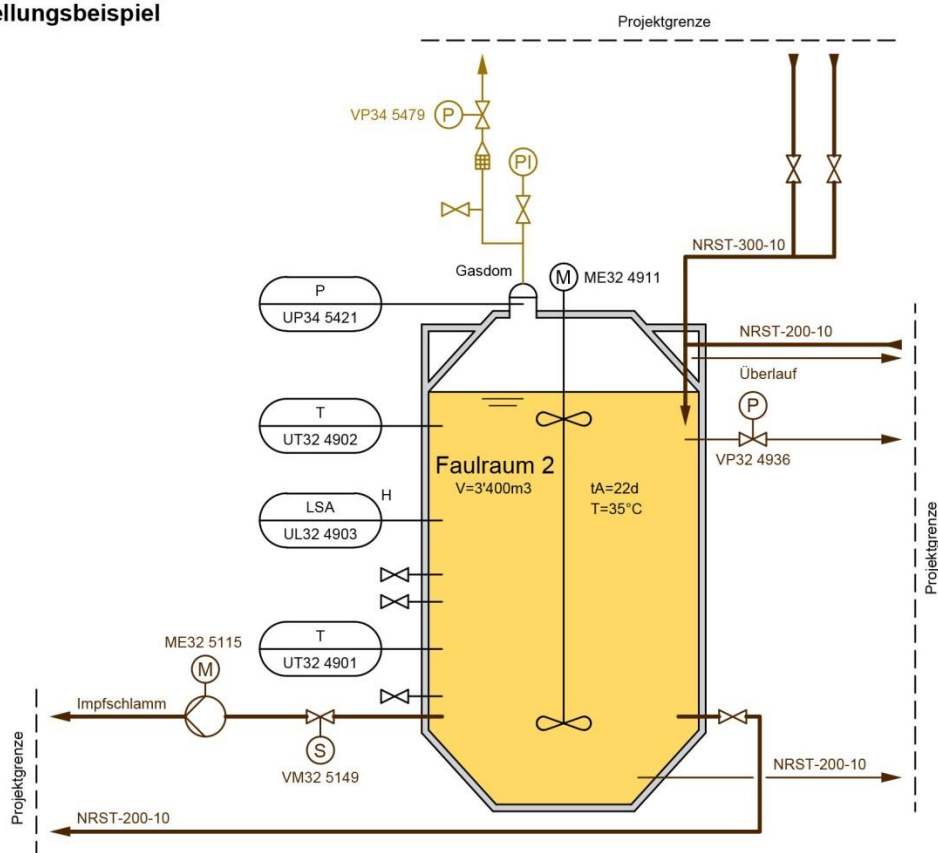 ellungsbeispiel
Projektgrenze
VP34 5479
P
PI
NRST-300-10
Gasdom
M
ME32 4911
P
UP34 5421
NRST-200-10
Überlauf
P
VP32 4936
T
UT32 4902
Faulraum 2
V=3'400m3
tA=22d
T=35°C
H
LSA
UL32 4903
Projektgrenze
T
UT32 4901
ME32 5115
M
Impfschlamm
S
VM32 5149
NRST-200-10
Projektgrenze
NRST-200-10